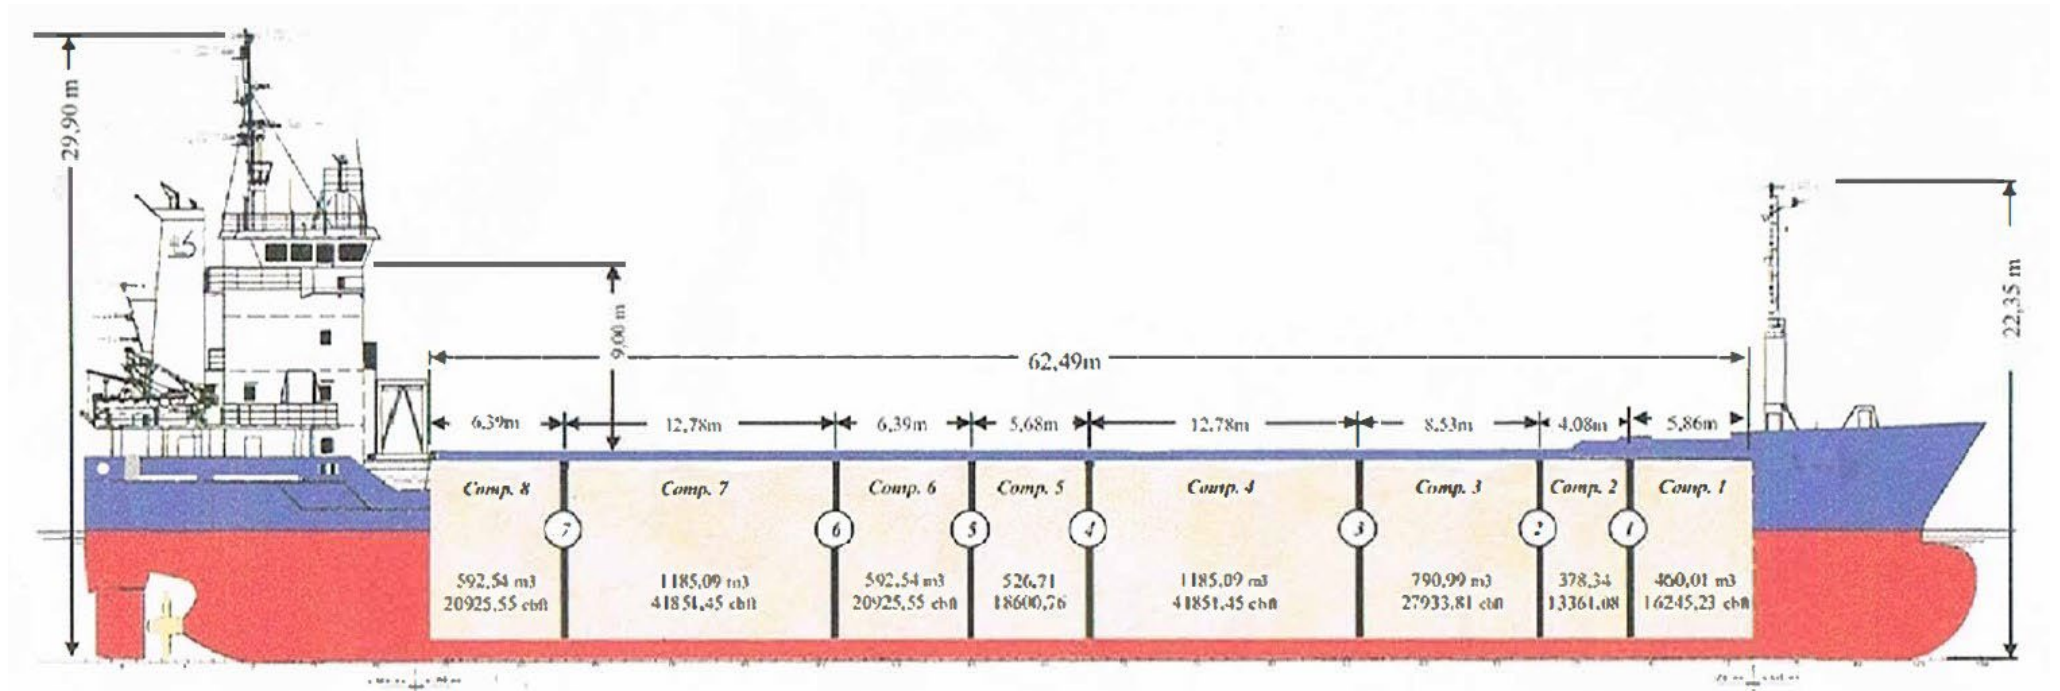 29,90 m
22,35 m
9,00 m
62,49m
6,39m
12,78m
6,39m
5,68m
12,78m
8,53m
4,08m
5,86m
Comp. 8
Comp. 7
Comp. 6
Comp. 5
Comp. 4
Comp. 3
Comp. 2
Comp. 1
7
6
5
4
3
2
1
592,54 m3
20925,55 cbft
1185,09 m3
41851,45 cbft
592,54 m3
20925,55 cbft
526,71
18600,76
1185,09 m3
41851,45 cbft
790,99 m3
27933,81 cbft
378,34
13361,08
460,01 m3
16245,23 cbft